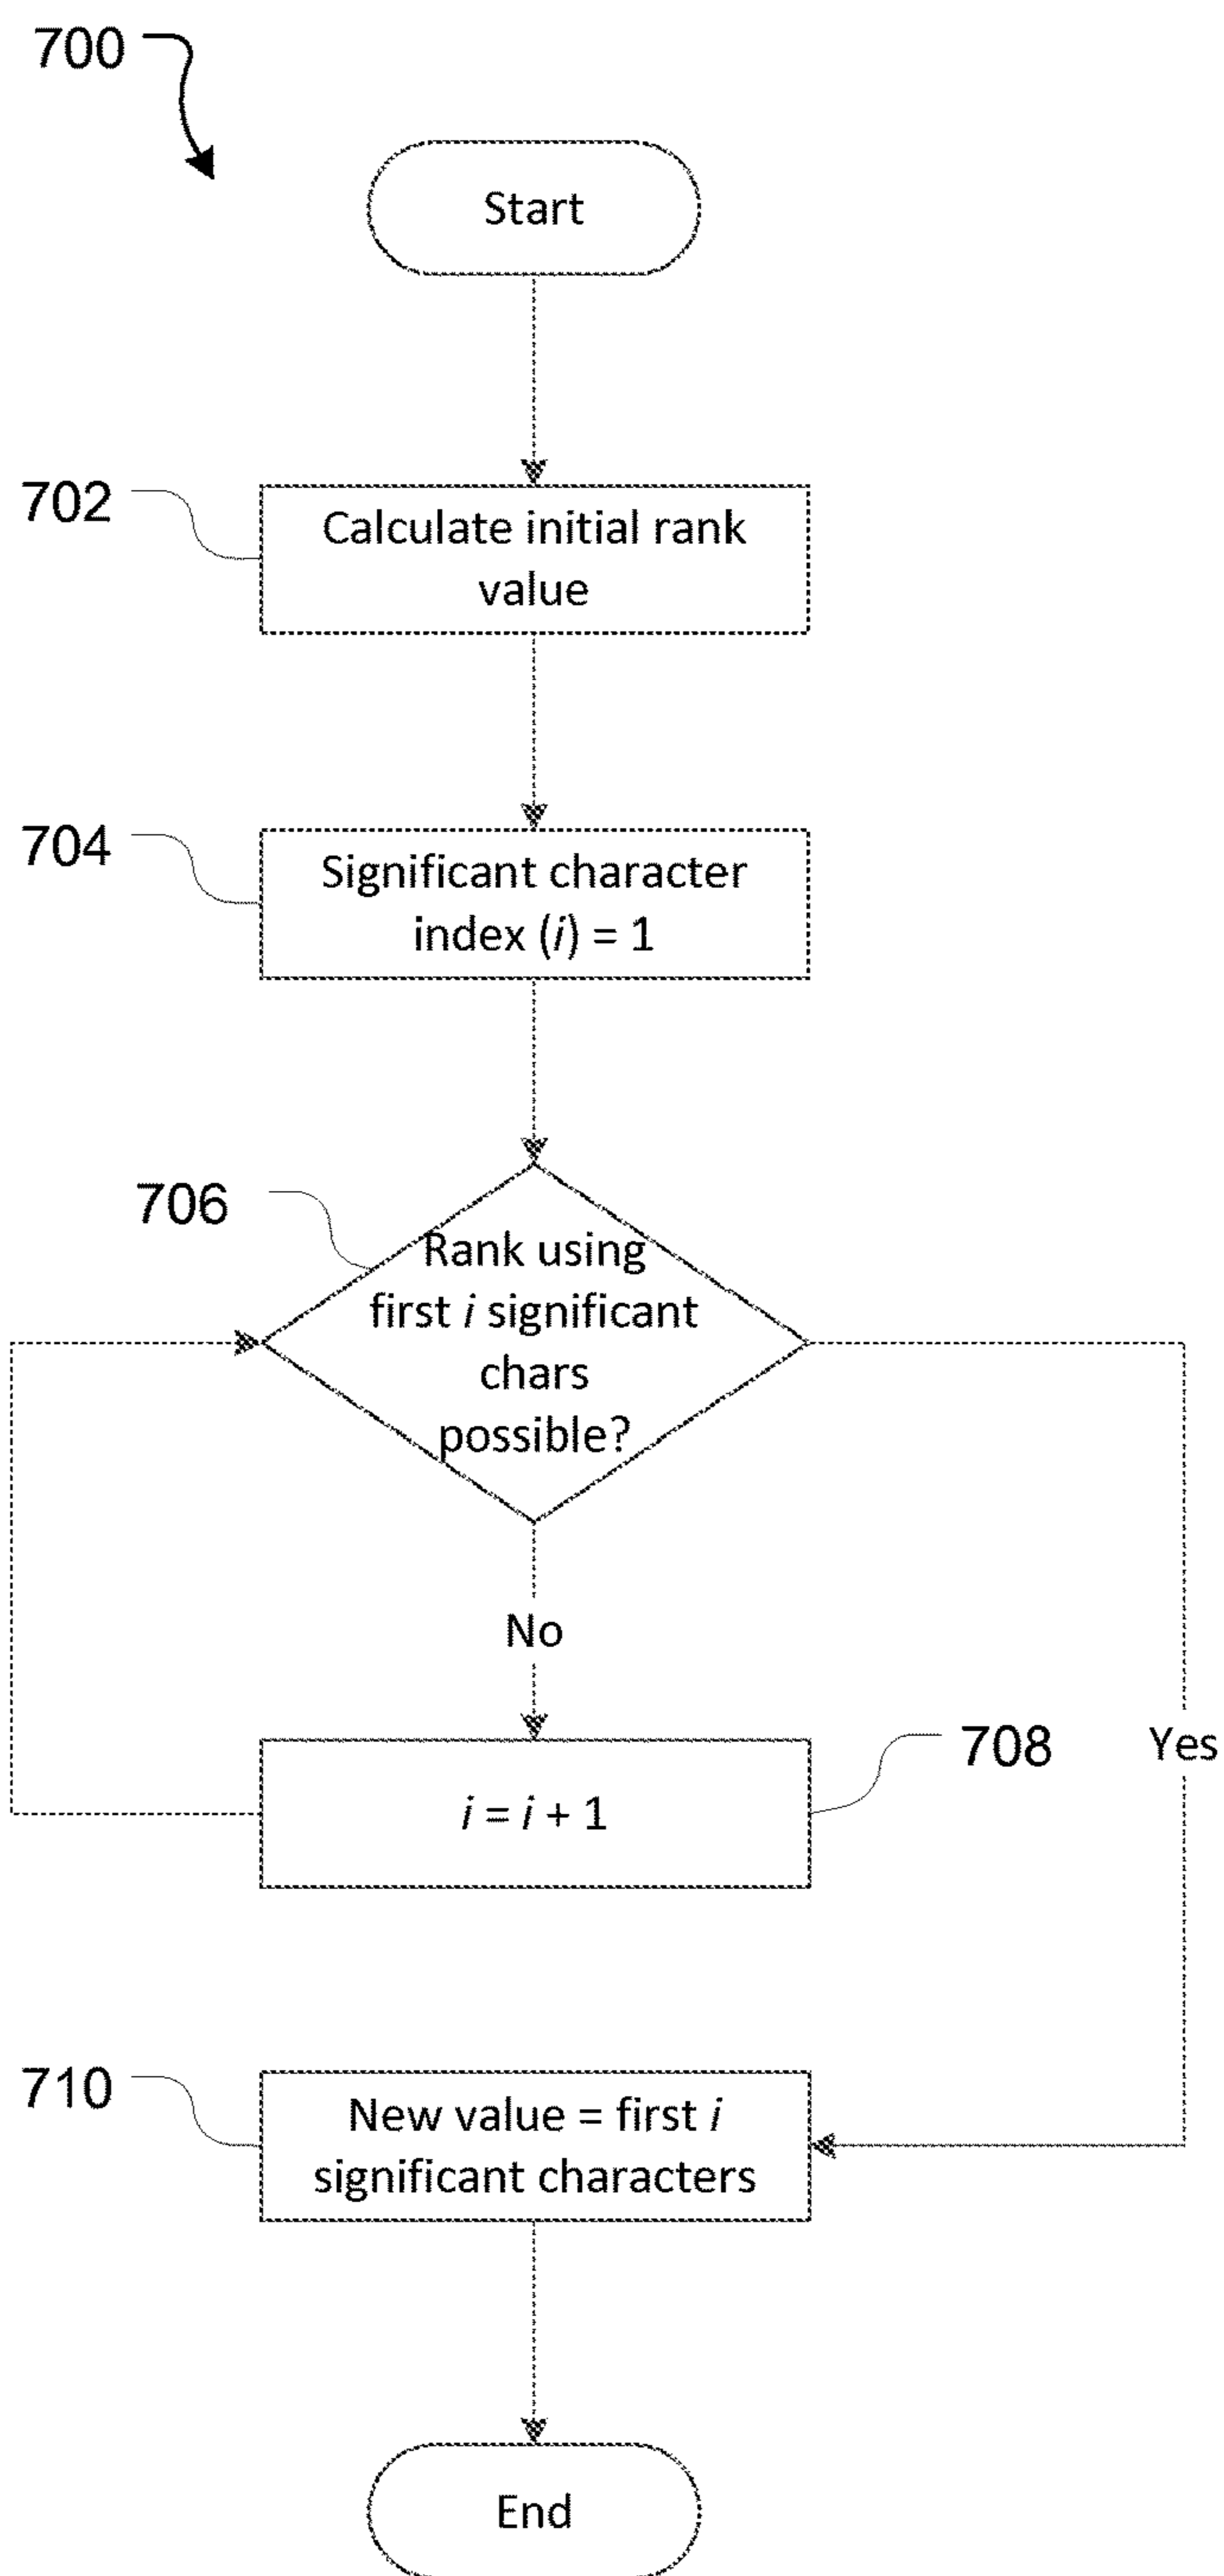 700
Start
702
Calculate initial rank
value
704
Significant character
index (i) = 1
706
Rank using
first i significant
chars
possible?
No
708
Yes
i = i + 1
710
New value = first i
significant characters
End